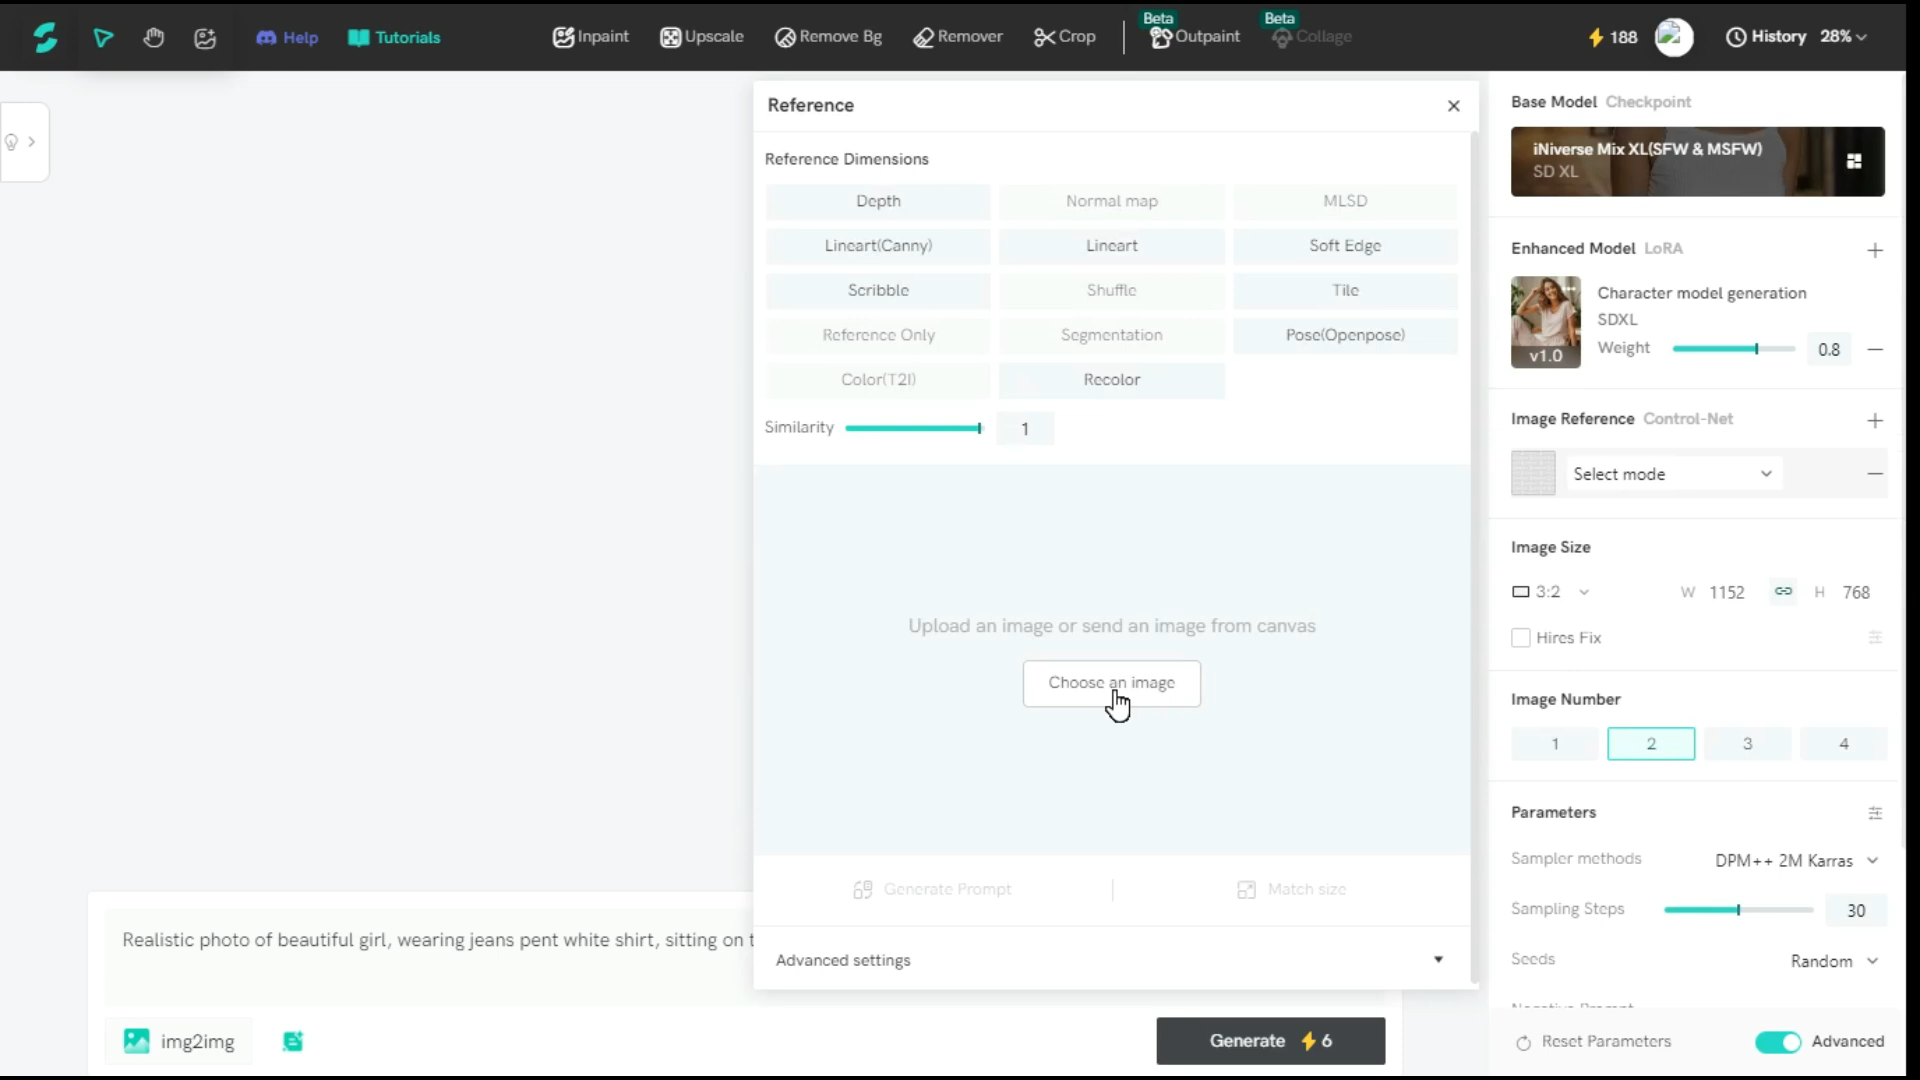 Help
Tutorials
Inpaint
Upscale
Remove Bg
Remover
Crop
Beta
Outpaint
Beta
Collage
188
History
28%
Reference
Reference Dimensions
Depth
Normal map
MLSD
Lineart(Canny)
Lineart
Soft Edge
Scribble
Shuffle
Tile
Reference Only
Segmentation
Pose(Openpose)
Color(T2I)
Recolor
Similarity
1
Upload an image or send an image from canvas
Choose an image
Generate Prompt
Match size
Advanced settings
Realistic photo of beautiful girl, wearing jeans pent white shirt, sitting on t
img2img
Generate
6
Base Model Checkpoint
iNiverse Mix XL(SFW & MSFW)
SD XL
Enhanced Model LoRA
Character model generation
SDXL
v1.0
Weight
0.8
Image Reference Control-Net
Select mode
Image Size
3:2
W 1152
H 768
Hires Fix
Image Number
1
2
3
4
Parameters
Sampler methods
DPM++ 2M Karras
Sampling Steps
30
Seeds
Random
Reset Parameters
Advanced